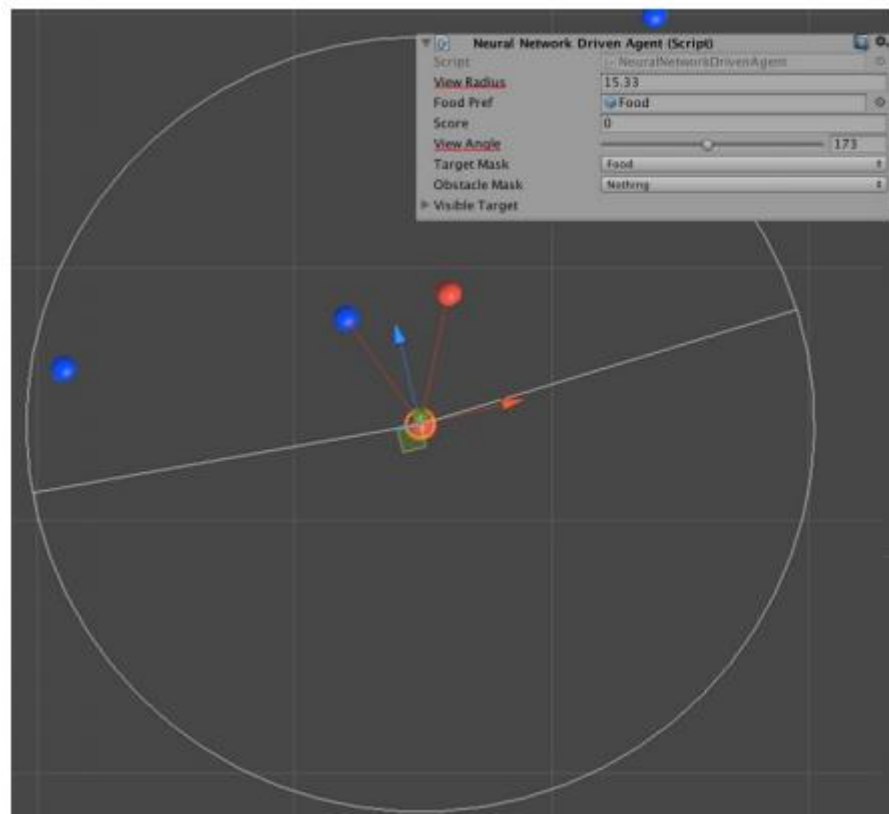 Neural Network Driven Agent (Script)
Script NeuralNetworkDrivenAgent
View Radius 15.33
Food Pref Food
Score 0
View Angle 173
Target Mask Food
Obstacle Mask Nothing
Visible Target